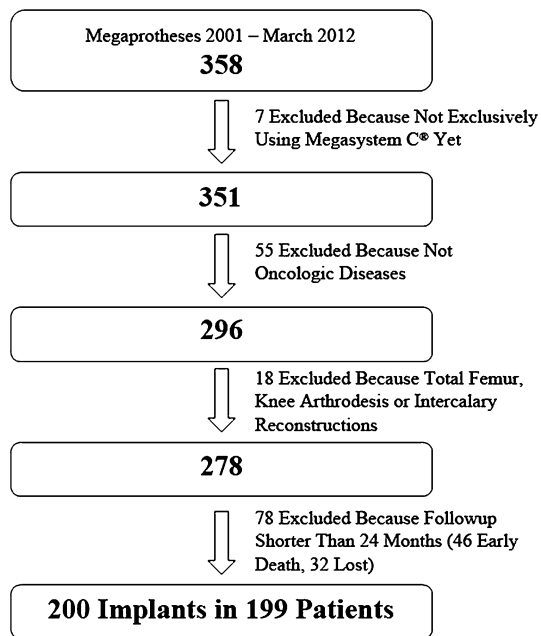 Megaprotheses 2001 – March 2012
358
7 Excluded Because Not Exclusively
Using Megasystem C® Yet
351
55 Excluded Because Not
Oncologic Diseases
296
18 Excluded Because Total Femur,
Knee Arthrodesis or Intercalary
Reconstructions
278
78 Excluded Because Followup
Shorter Than 24 Months (46 Early
Death, 32 Lost)
200 Implants in 199 Patients